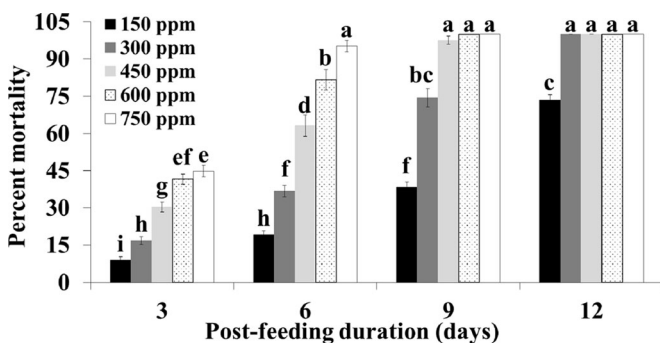 105
90
75
60
45
30
15
0
Percent mortality
150 ppm
300 ppm
450 ppm
600 ppm
750 ppm
i
h
g
ef
e
h
f
d
b
a
f
bc
a
a
a
c
a
a
a
a
3
6
9
12
Post-feeding duration (days)